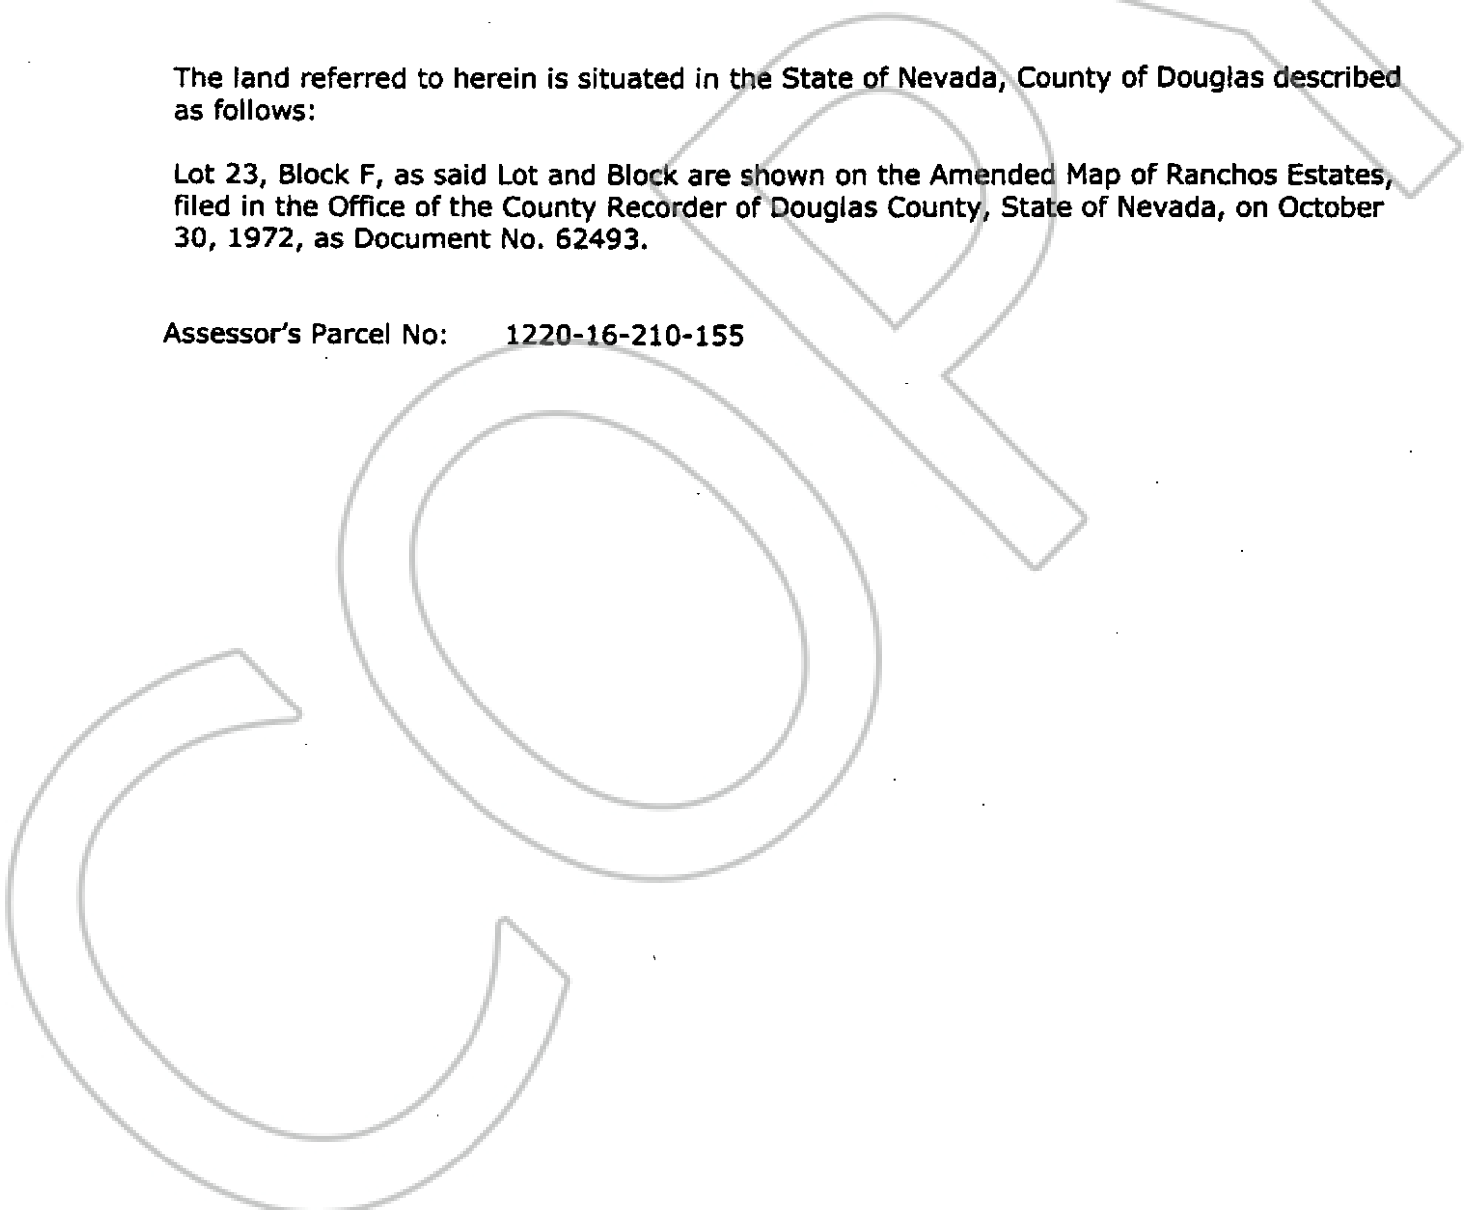 The land referred to herein is situated in the State of Nevada, County of Douglas described
as follows:
Lot 23, Block F, as said Lot and Block are shown on the Amended Map of Ranchos Estates,
filed in the Office of the County Recorder of Douglas County, State of Nevada, on October
30, 1972, as Document No. 62493.
Assessor's Parcel No: 1220-16-210-155
COPY